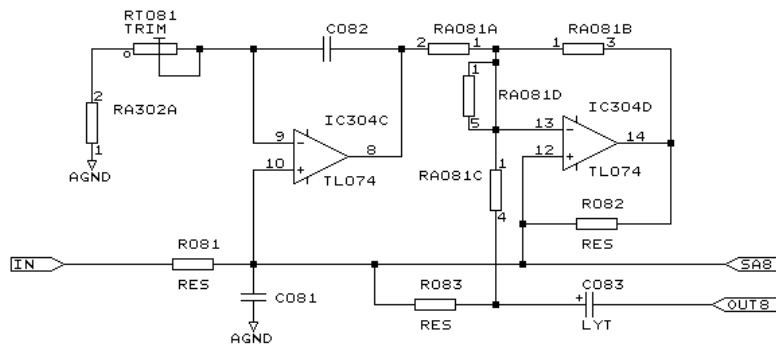 RT081
TRIM
C082
RA081A
2 1
RA081B
1 3
2
RA302A
1
AGND
1
RA081D
5
IC304C
9
10
8
TL074
IC304D
13
12
14
TL074
1
RA081C
4
R082
RES
IN
R081
RES
SA8
C081
AGND
R083
RES
C083
+
LYT
OUT8